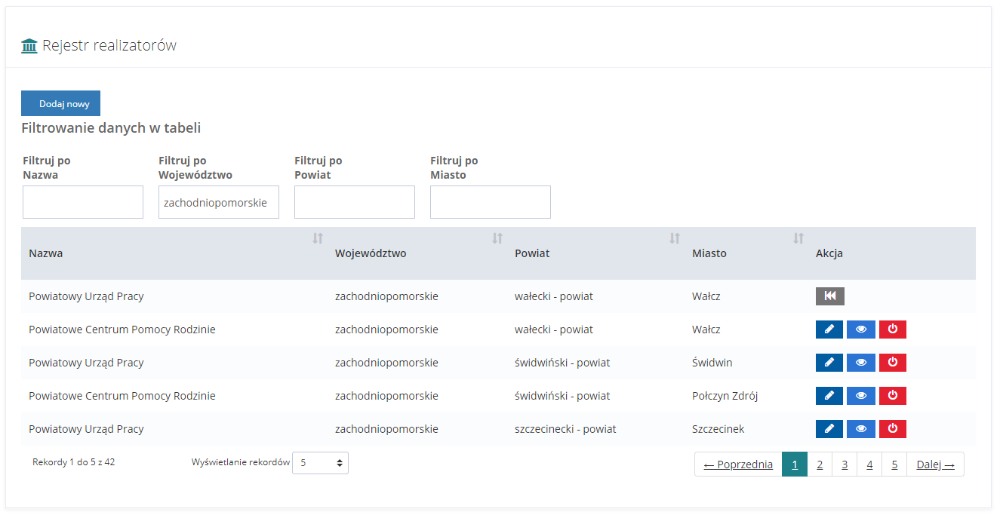 Rejestr realizatorów
Dodaj nowy
Filtrowanie danych w tabeli
Filtruj po Nazwa
Filtruj po Województwo
Filtruj po Powiat
Filtruj po Miasto
zachodniopomorskie
Nazwa Województwo Powiat Miasto Akcja
Powiatowy Urząd Pracy zachodniopomorskie wałecki - powiat Wałcz
Powiatowe Centrum Pomocy Rodzinie zachodniopomorskie wałecki - powiat Wałcz
Powiatowy Urząd Pracy zachodniopomorskie świdwiński - powiat Świdwin
Powiatowe Centrum Pomocy Rodzinie zachodniopomorskie świdwiński - powiat Połczyn Zdrój
Powiatowy Urząd Pracy zachodniopomorskie szczecinecki - powiat Szczecinek
Rekordy 1 do 5 z 42 Wyświetlanie rekordów 5 ← Poprzednia 1 2 3 4 5 Dalej →